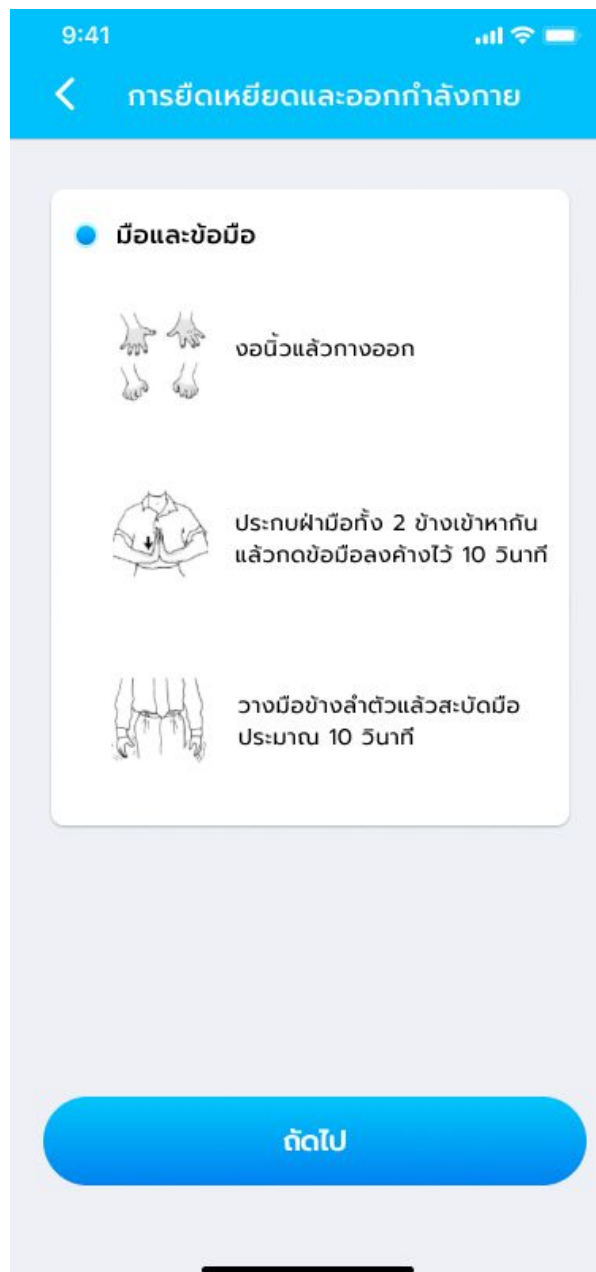 9:41
การยืดเหยียดและออกกำลังกาย
มือและข้อมือ
งอนิ้วแล้วกางออก
ประกบฝ่ามือทั้ง 2 ข้างเข้าหากัน
แล้วกดข้อมือลงค้างไว้ 10 วินาที
วางมือข้างลำตัวแล้วสะบัดมือ
ประมาณ 10 วินาที
ถัดไป